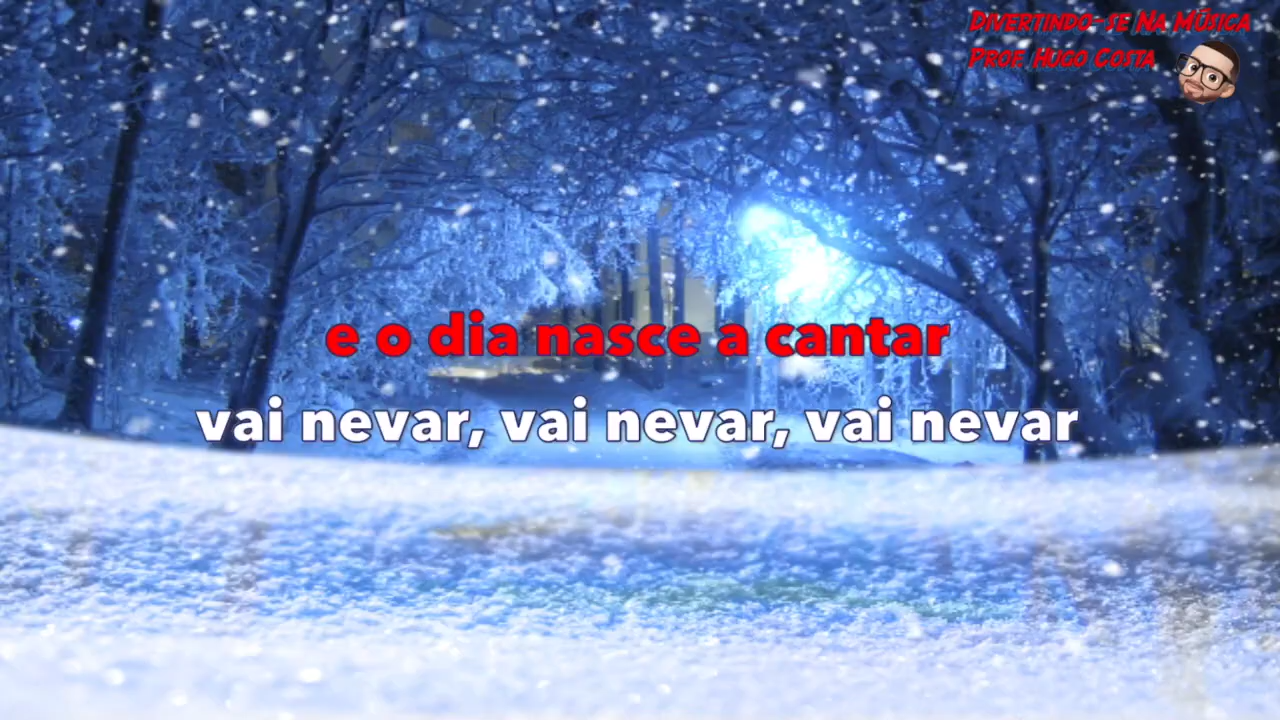 Divertindo-se Na Música
Prof. Hugo Costa
e o dia nasce a cantar
vai nevar, vai nevar, vai nevar